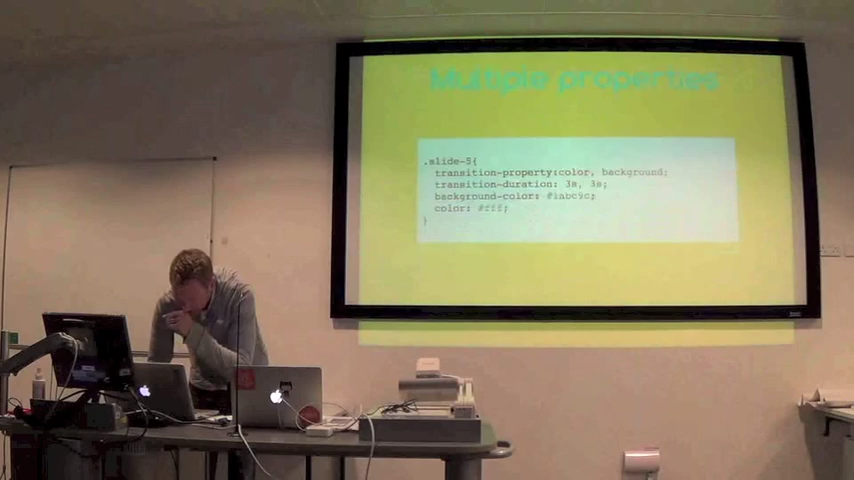 Multiple properties
.slide-5{
transition-property:color, background;
transition-duration: 3s, 3s;
background-color: #1abc9c;
color: #fff;
}